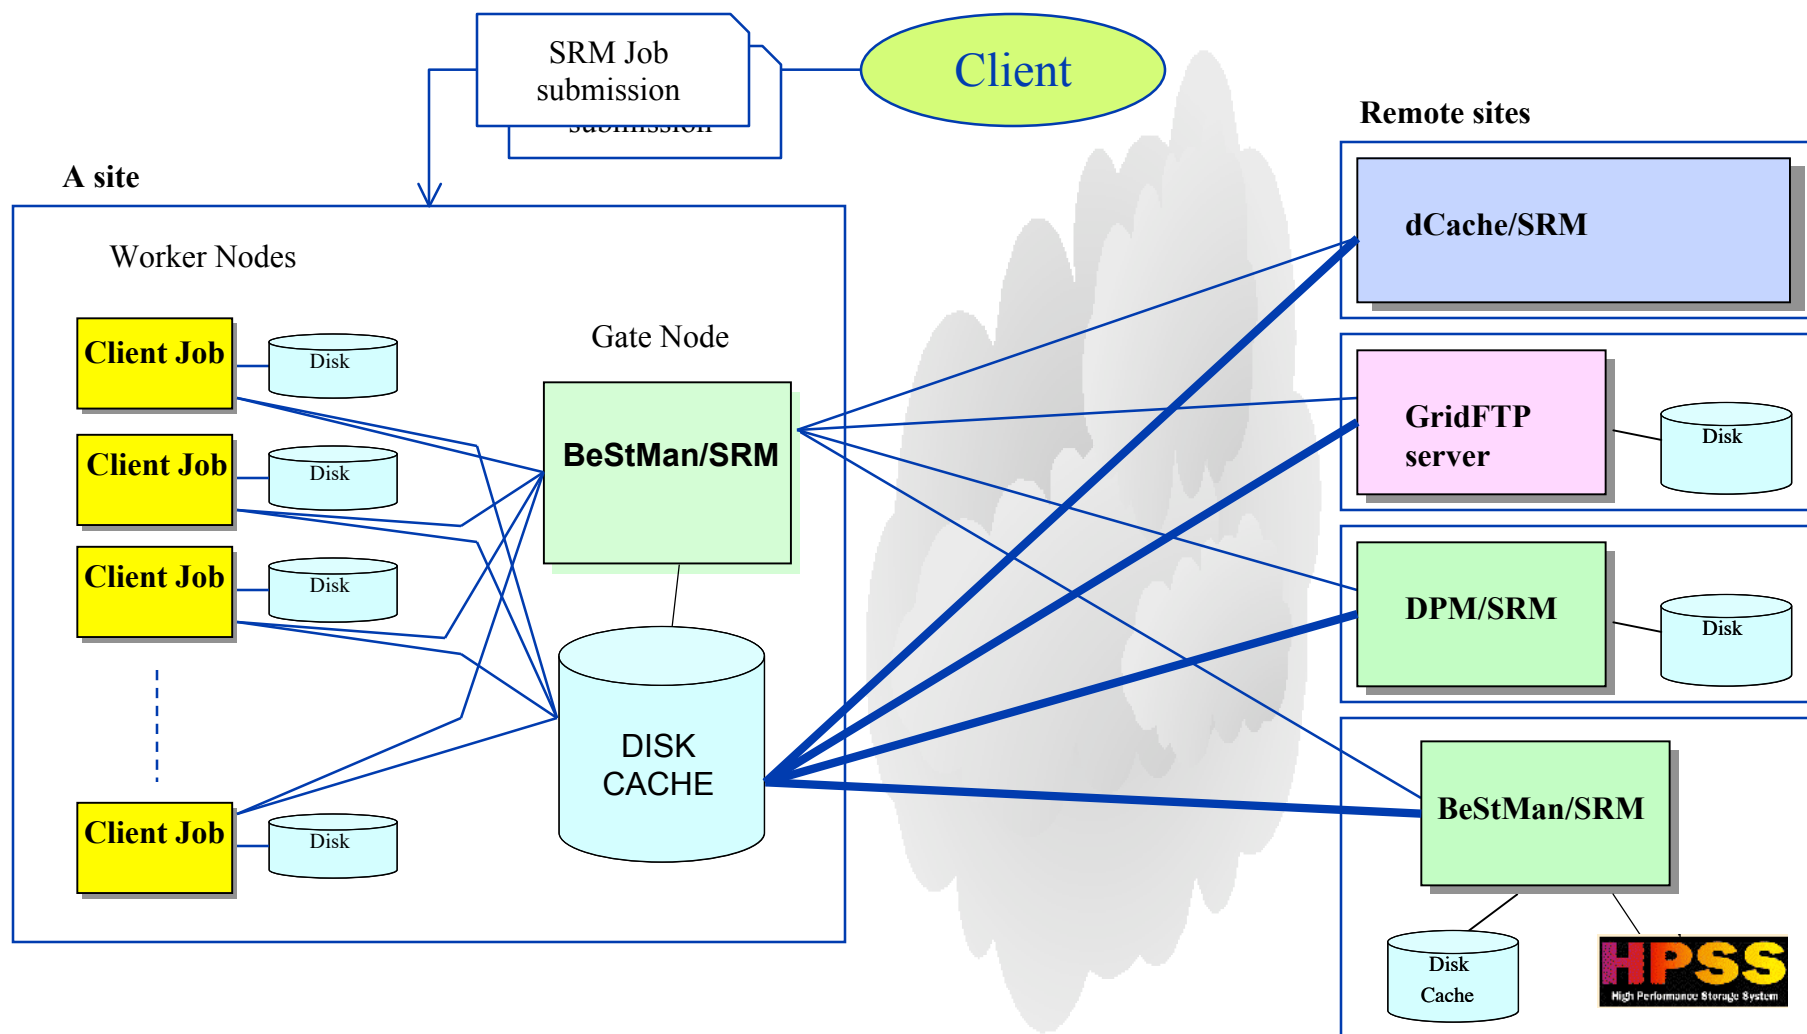 SRM Job
submission
submission
Client
Remote sites
A site
dCache/SRM
Worker Nodes
Gate Node
Client Job
Disk
Client Job
Disk
Client Job
Disk
Client Job
Disk
BeStMan/SRM
DISK
CACHE
GridFTP
server
Disk
DPM/SRM
Disk
BeStMan/SRM
Disk
Cache
HPSS
High Performance Storage System